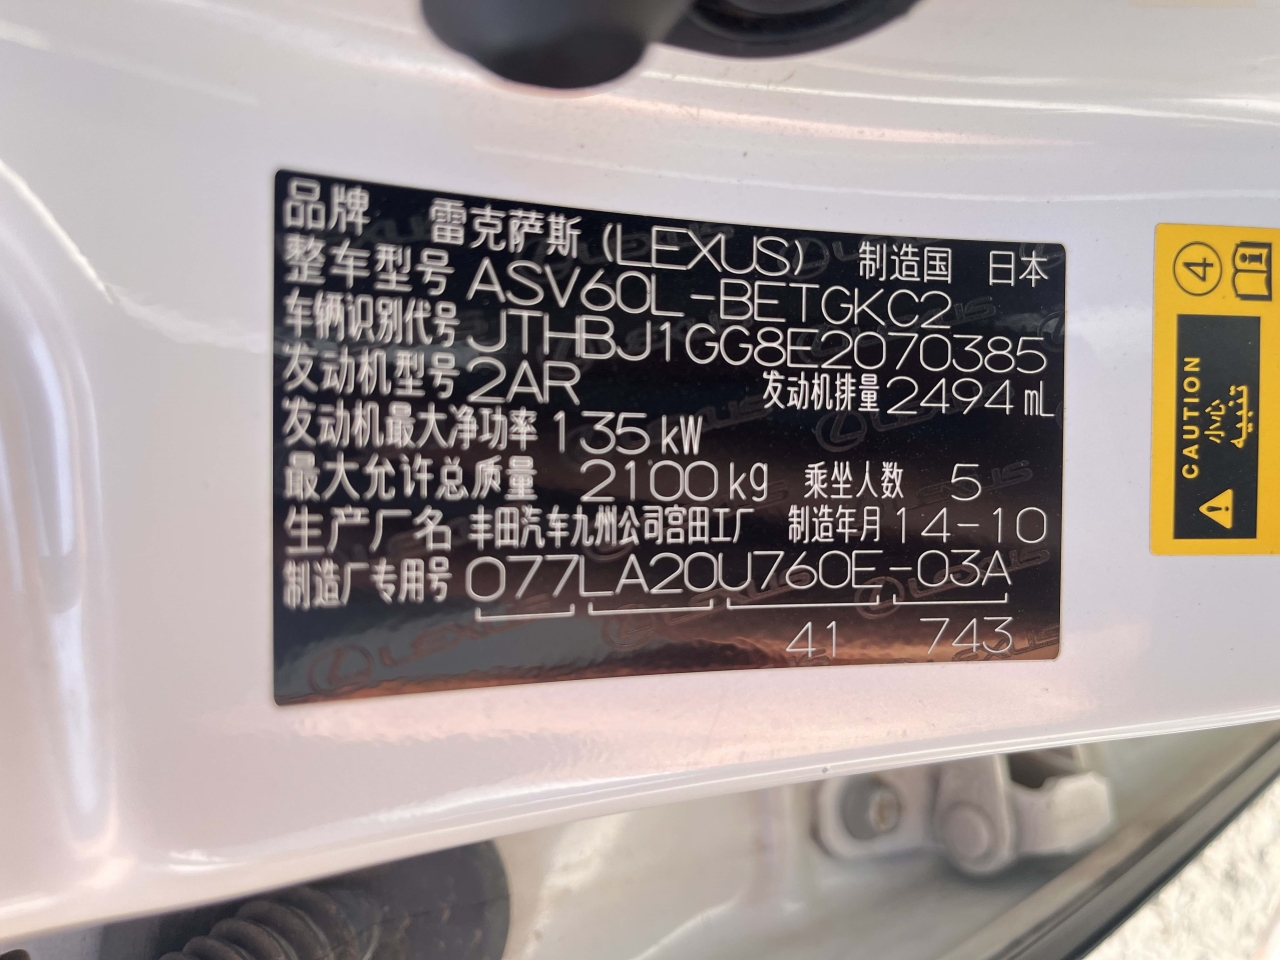 品牌 雷克萨斯(LEXUS) 制造国 日本
整车型号 ASV60L-BETGKC2
车辆识别代号 JTHBJ1GG8E2070385
发动机型号 2AR 发动机排量 2494 mL
发动机最大净功率 135 kW
最大允许总质量 2100 kg 乘坐人数 5
生产厂名 丰田汽车九州公司宫田工厂 制造年月 14-10
制造厂专用号 077LA20U760E-03A
41 743
4
CAUTION
小心
تنبيه